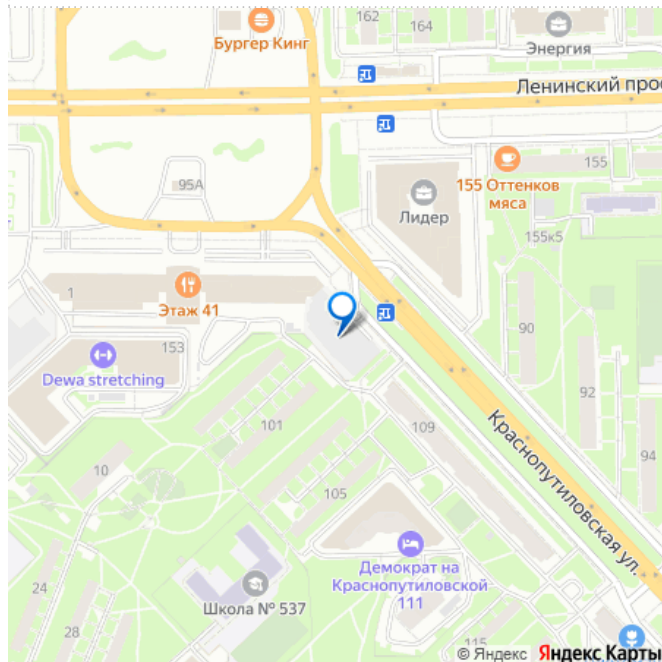 162
164
Бургер Кинг
Энергия
Ленинский прос
155
155 Оттенков
мяса
95А
Лидер
155к5
1
Этаж 41
153
Dewa stretching
90
92
101
109
94
10
105
Краснопутиловская ул.
Демократ на
Краснопутиловской
111
24
Школа № 537
28
115
© Яндекс Яндекс Карты